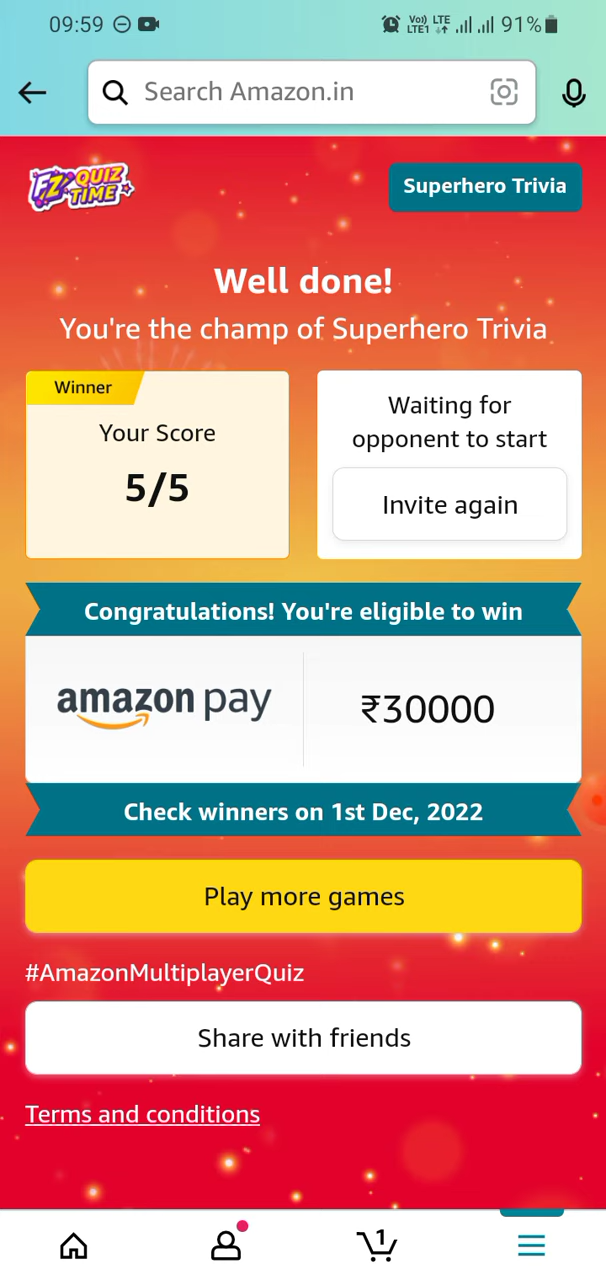 09:59
Vo)) LTE
LTE1
91%
Search Amazon.in
FZ QUIZ
TIME
Superhero Trivia
Well done!
You're the champ of Superhero Trivia
Winner
Your Score
5/5
Waiting for
opponent to start
Invite again
Congratulations! You're eligible to win
amazon pay
₹30000
Check winners on 1st Dec, 2022
Play more games
#AmazonMultiplayerQuiz
Share with friends
Terms and conditions
1